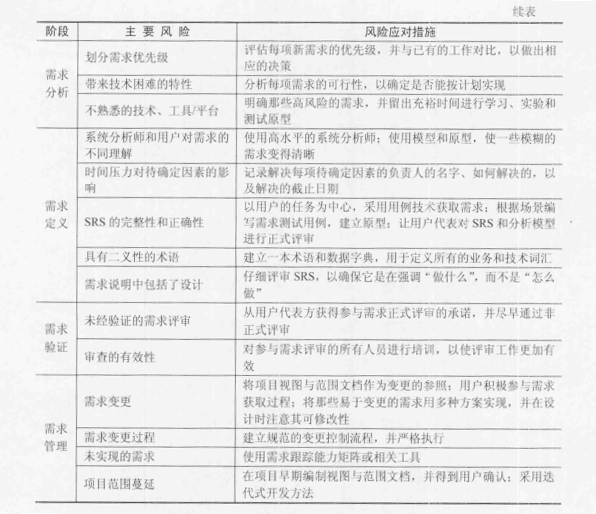 续表
阶段 主要风险 风险应对措施
需求
分析
划分需求优先级
评估每项新需求的优先级，并与已有的工作对比，以做出相
应的决策
带来技术困难的特性
分析每项需求的可行性，以确定是否能按计划实现
不熟悉的技术、工具/平台
明确那些高风险的需求，并留出充裕时间进行学习、实验和
测试原型
需求
定义
系统分析师和用户对需求的
不同理解
使用高水平的系统分析师；使用模型和原型，使一些模糊的
需求变得清晰
时间压力对待确定因素的影
响
记录解决每项待确定因素的负责人的名字、如何解决的，以
及解决的截止日期
SRS 的完整性和正确性
以用户的任务为中心，采用用例技术获取需求；根据场景编
写需求测试用例，建立原型；让用户代表对 SRS 和分析模型
进行正式评审
具有二义性的术语
建立一本术语和数据字典，用于定义所有的业务和技术词汇
需求说明中包括了设计
仔细评审 SRS，以确保它是在强调“做什么”，而不是“怎么
做”
需求
验证
未经验证的需求评审
从用户代表方获得参与需求正式评审的承诺，并尽早通过非
正式评审
审查的有效性
对参与需求评审的所有人员进行培训，以使评审工作更加有
效
需求
管理
需求变更
将项目视图与范围文档作为变更的参照；用户积极参与需求
获取过程；将那些易于变更的需求用多种方案实现，并在设
计时注意其可修改性
需求变更过程
建立规范的变更控制流程，并严格执行
未实现的需求
使用需求跟踪能力矩阵或相关工具
项目范围蔓延
在项目早期编制视图与范围文档，并得到用户确认；采用迭
代式开发方法